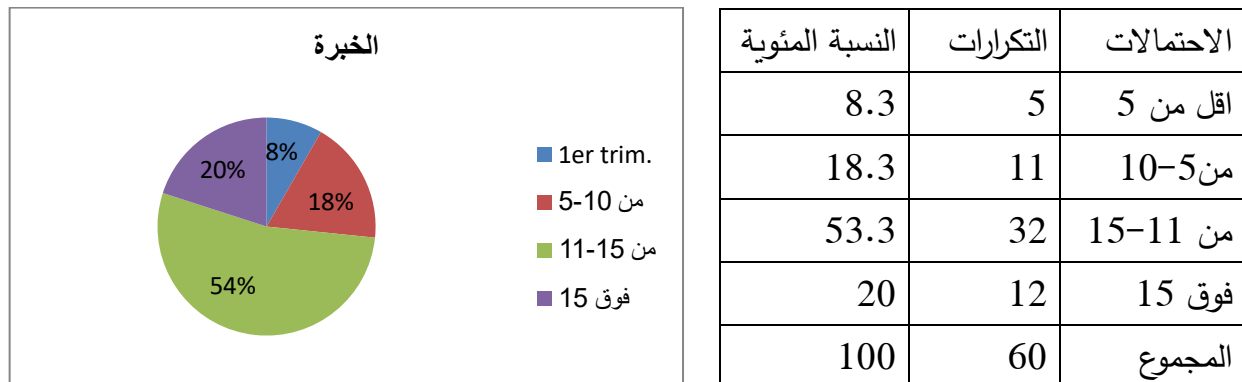 الخبرة
8%
18%
54%
20%
1er trim.
من 10-5
من 15-11
فوق 15
الاحتمالات التكرارات النسبة المئوية
اقل من 5 5 8.3
من5-10 11 18.3
من 11-15 32 53.3
فوق 15 12 20
المجموع 60 100